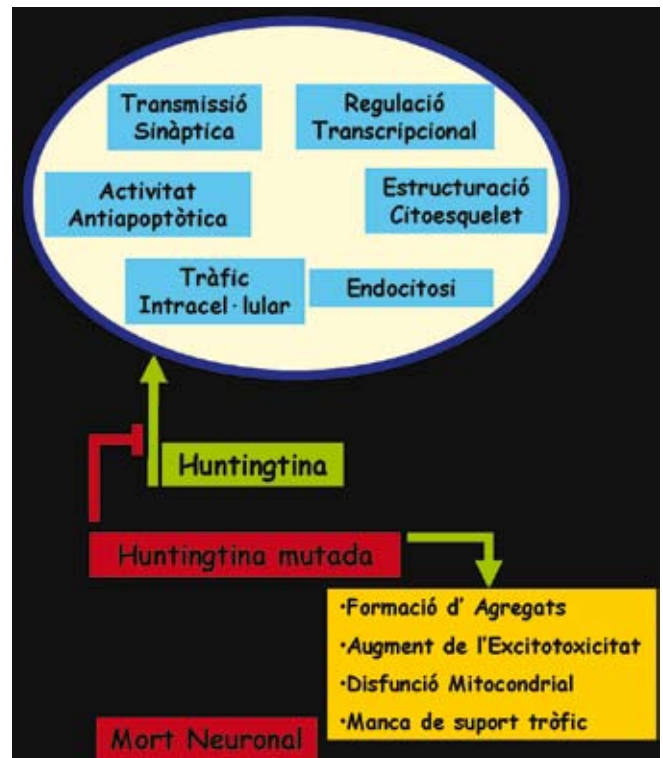 Transmissió
Sinàptica
Regulació
Transcripcional
Activitat
Antiapoptòtica
Estructuració
Citoesquelet
Tràfic
Intracel·lular
Endocitosi
Huntingtina
Huntingtina mutada
•Formació d' Agregats
•Augment de l'Excitotoxicitat
•Disfunció Mitocondrial
•Manca de suport tròfic
Mort Neuronal